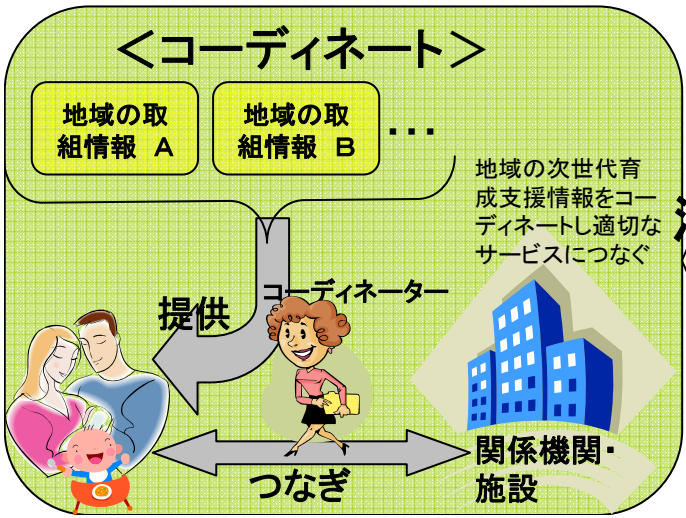 ＜コーディネート＞
地域の取
組情報 A
地域の取
組情報 B
・・・
地域の次世代育
成支援情報をコー
ディネートし適切な
サービスにつなぐ
コーディネーター
提供
つなぎ
関係機関・
施設